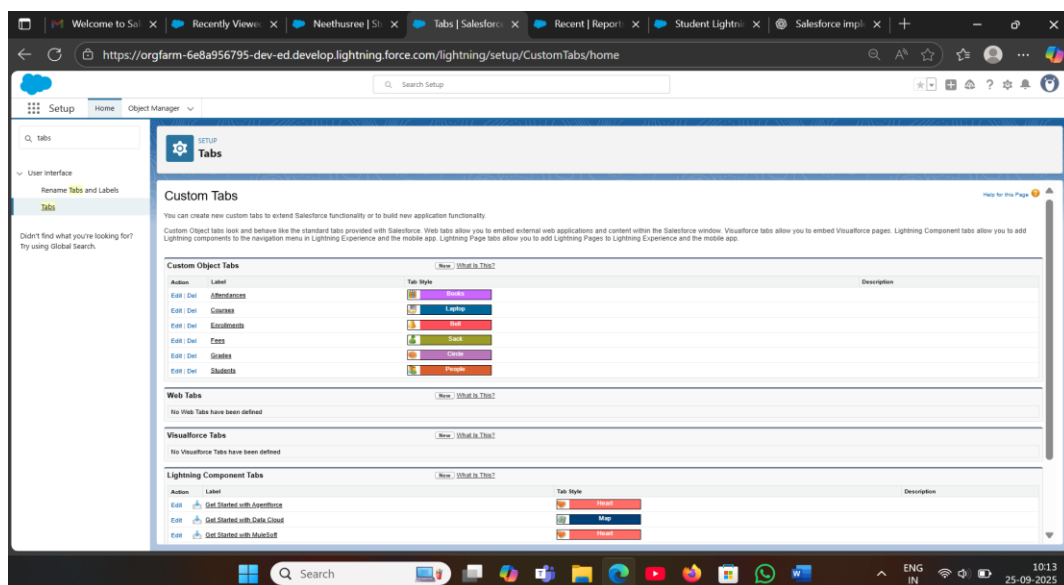 Welcome to Sal
Recently Viewe
Neethusree | St
Tabs | Salesforc
Recent | Report
Student Lightni
Salesforce imple
https://orgfarm-6e8a956795-dev-ed.develop.lightning.force.com/lightning/setup/CustomTabs/home
Search Setup
Setup Home Object Manager
tabs
User Interface
Rename Tabs and Labels
Tabs
Didn't find what you're looking for?
Try using Global Search.
SETUP
Tabs
Custom Tabs
Help for this Page
You can create new custom tabs to extend Salesforce functionality or to build new application functionality.
Custom Object tabs look and behave like the standard tabs provided with Salesforce. Web tabs allow you to embed external web applications and content within the Salesforce window. Visualforce tabs allow you to embed Visualforce pages. Lightning Component tabs allow you to add
Lightning components to the navigation menu in Lightning Experience and the mobile app. Lightning Page tabs allow you to add Lightning Pages to Lightning Experience and the mobile app.
Custom Object Tabs New What Is This?
Action Label Tab Style Description
Edit | Del Attendances Books
Edit | Del Courses Laptop
Edit | Del Enrollments Bell
Edit | Del Fees Sack
Edit | Del Grades Circle
Edit | Del Students People
Web Tabs New What Is This?
No Web Tabs have been defined
Visualforce Tabs New What Is This?
No Visualforce Tabs have been defined
Lightning Component Tabs New What Is This?
Action Label Tab Style Description
Edit Get Started with Agentforce Heart
Edit Get Started with Data Cloud Map
Edit Get Started with MuleSoft Heart
Search
ENG
IN
10:13
25-09-2025